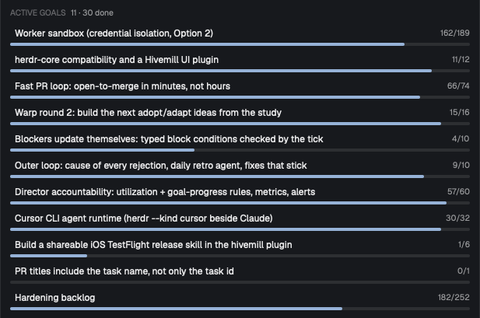 ACTIVE GOALS 11 · 30 done
Worker sandbox (credential isolation, Option 2) 162/189
herdr-core compatibility and a Hivemill UI plugin 11/12
Fast PR loop: open-to-merge in minutes, not hours 66/74
Warp round 2: build the next adopt/adapt ideas from the study 15/16
Blockers update themselves: typed block conditions checked by the tick 4/10
Outer loop: cause of every rejection, daily retro agent, fixes that stick 9/10
Director accountability: utilization + goal-progress rules, metrics, alerts 57/60
Cursor CLI agent runtime (herdr --kind cursor beside Claude) 30/32
Build a shareable iOS TestFlight release skill in the hivemill plugin 1/6
PR titles include the task name, not only the task id 0/1
Hardening backlog 182/252